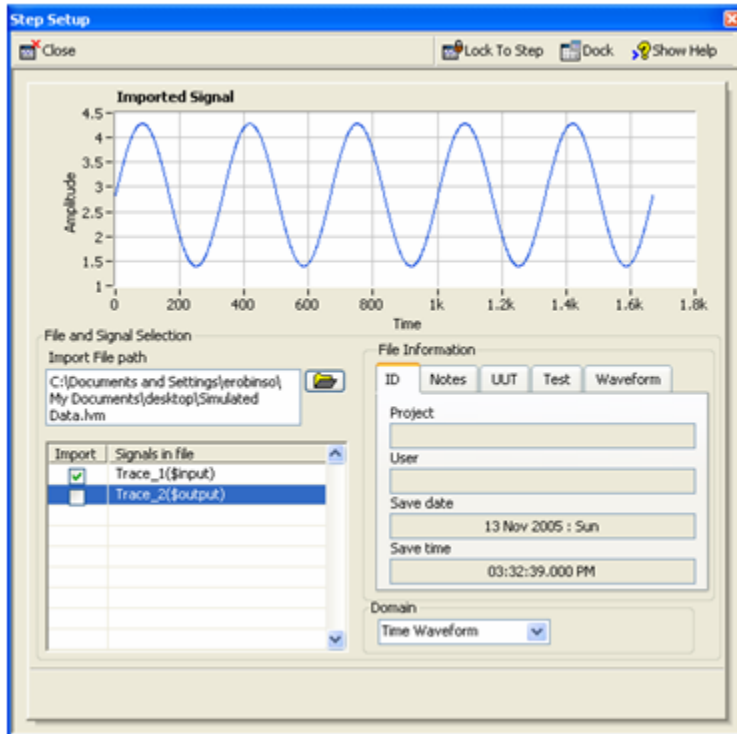 Step Setup
Close
Lock To Step
Dock
Show Help
Imported Signal
Amplitude
4.5
4
3.5
3
2.5
2
1.5
1
0
200
400
600
800
1k
1.2k
1.4k
1.6k
1.8k
Time
File and Signal Selection
Import File path
C:\Documents and Settings\erobinso\
My Documents\desktop\Simulated
Data.lvm
Import
Signals in file
Trace_1($input)
Trace_2($output)
File Information
ID
Notes
UUT
Test
Waveform
Project
User
Save date
13 Nov 2005 : Sun
Save time
03:32:39.000 PM
Domain
Time Waveform